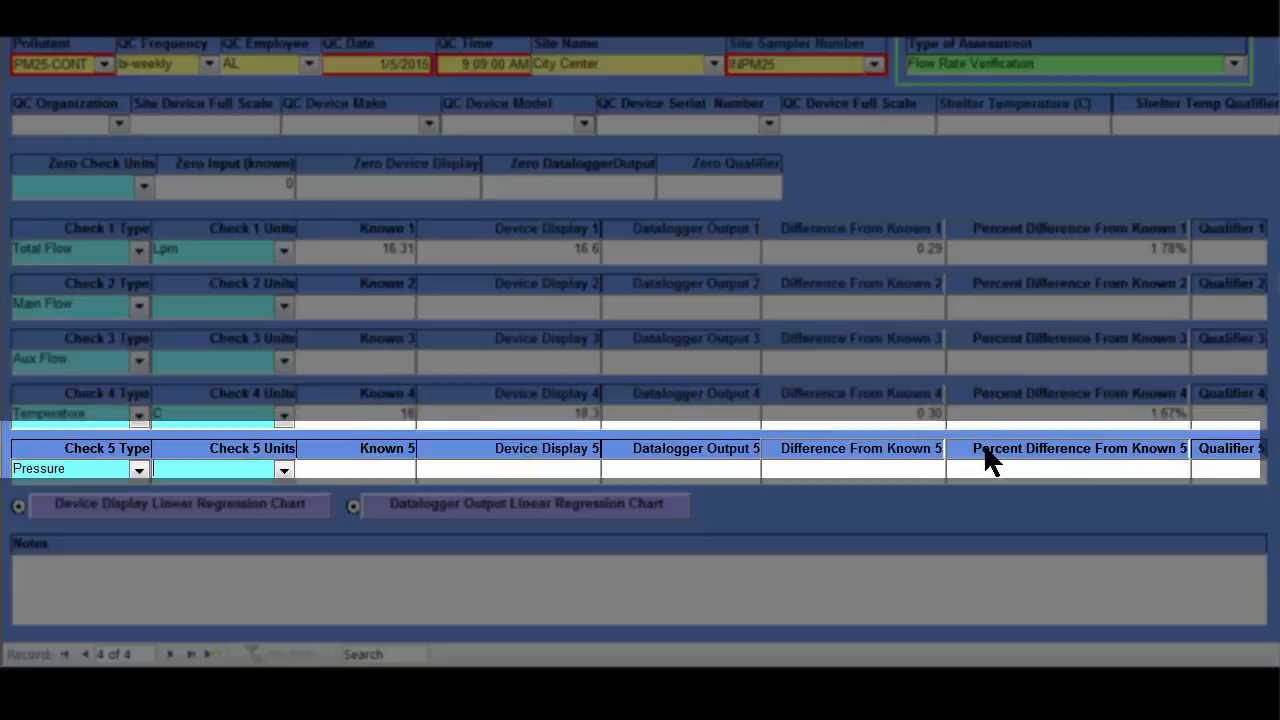 Pollutant QC Frequency QC Employee QC Date QC Time Site Name Site Sampler Number Type of Assessment
PM25-CONT bi-weekly AL 1/5/2015 9:09:00 AM City Center INPM25 Flow Rate Verification
QC Organization Site Device Full Scale QC Device Make QC Device Model QC Device Serial Number QC Device Full Scale Shelter Temperature (C) Shelter Temp Qualifier
Zero Check Units Zero Input (known) Zero Device Display Zero DataloggerOutput Zero Qualifier
0
Check 1 Type Check 1 Units Known 1 Device Display 1 Datalogger Output 1 Difference From Known 1 Percent Difference From Known 1 Qualifier 1
Total Flow Lpm 16.31 16.6 0.29 1.78%
Check 2 Type Check 2 Units Known 2 Device Display 2 Datalogger Output 2 Difference From Known 2 Percent Difference From Known 2 Qualifier 2
Main Flow
Check 3 Type Check 3 Units Known 3 Device Display 3 Datalogger Output 3 Difference From Known 3 Percent Difference From Known 3 Qualifier 3
Aux Flow
Check 4 Type Check 4 Units Known 4 Device Display 4 Datalogger Output 4 Difference From Known 4 Percent Difference From Known 4 Qualifier 4
Temperature C 18 18.3 0.30 1.67%
Check 5 Type Check 5 Units Known 5 Device Display 5 Datalogger Output 5 Difference From Known 5 Percent Difference From Known 5 Qualifier 5
Pressure
Device Display Linear Regression Chart Datalogger Output Linear Regression Chart
Notes
Record: 4 of 4 Search